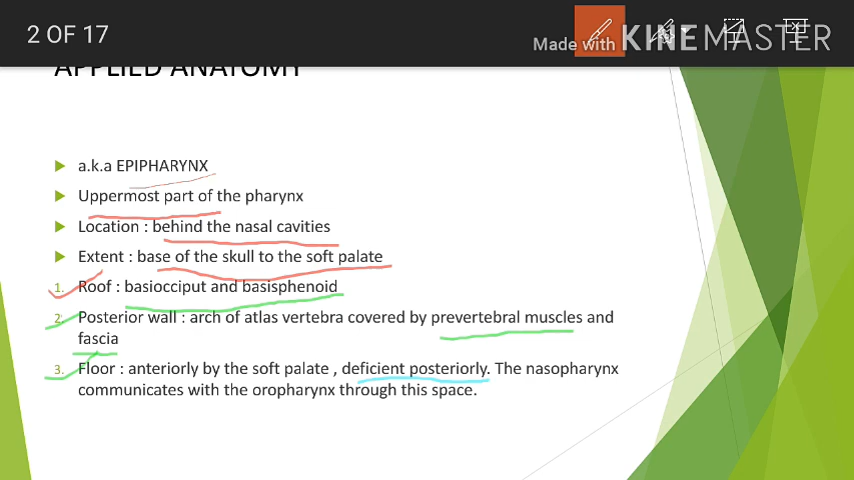 2 OF 17
Made with KINEMASTER
APPLIED ANATOMY
a.k.a EPIPHARYNX
Uppermost part of the pharynx
Location : behind the nasal cavities
Extent : base of the skull to the soft palate
1. Roof : basiocciput and basisphenoid
2. Posterior wall : arch of atlas vertebra covered by prevertebral muscles and
fascia
3. Floor : anteriorly by the soft palate , deficient posteriorly. The nasopharynx
communicates with the oropharynx through this space.